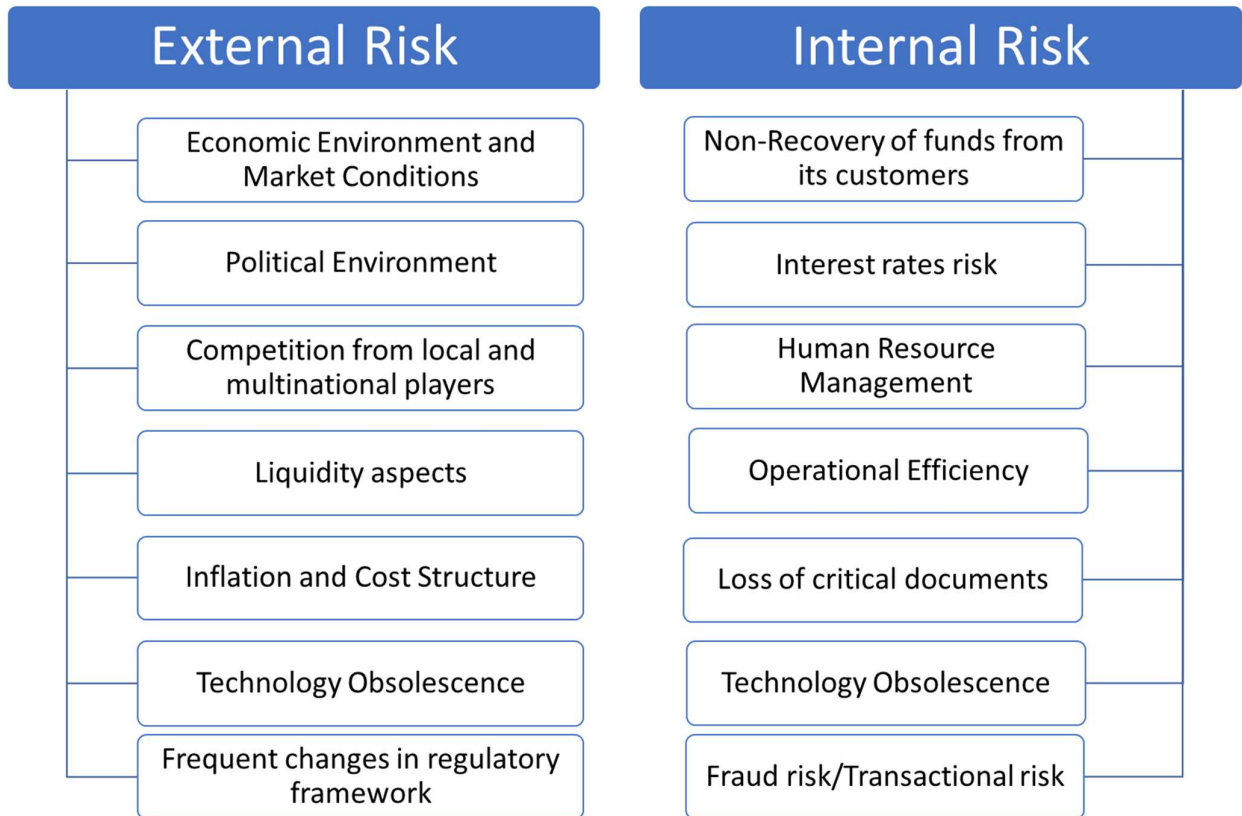 External Risk
Economic Environment and
Market Conditions
Political Environment
Competition from local and
multinational players
Liquidity aspects
Inflation and Cost Structure
Technology Obsolescence
Frequent changes in regulatory
framework
Internal Risk
Non-Recovery of funds from
its customers
Interest rates risk
Human Resource
Management
Operational Efficiency
Loss of critical documents
Technology Obsolescence
Fraud risk/Transactional risk